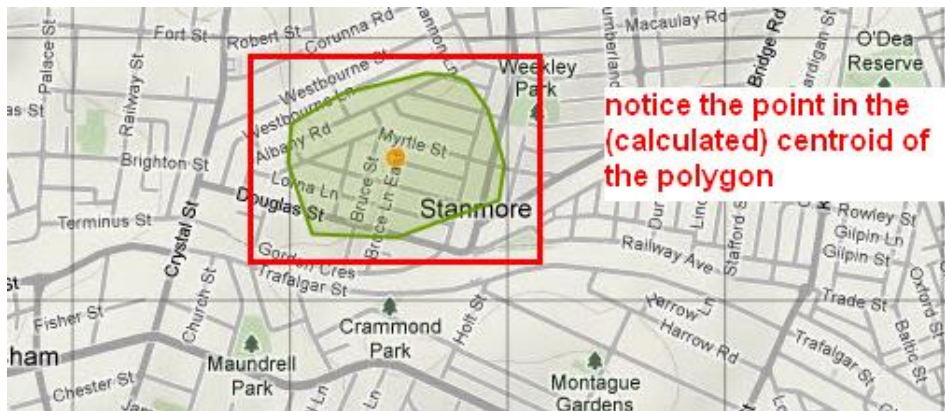 Palace St
Fort St
Robert St
Corunna Rd
Macaulay Rd
Bridge Rd
O'Dea
Reserve
Railway St
Westbourne St
Westbourne Ln
Weekley
Park
notice the point in the
(calculated) centroid of
the polygon
Albany Rd
Myrtle St
Brighton St
Lorna Ln
Bruce St
Douglas St
Stanmore
Terminus St
Crystal St
Gordon Cres
Trafalgar St
Railway Ave
Stafford St
Rowley St
Gilpin Ln
Gilpin St
Church St
Fisher St
Crammond
Park
Holt St
Harrow Rd
Trade St
Oxford St
Baltic St
Trafalgar St
ham
Maundrell
Park
Chester St
Montague
Gardens